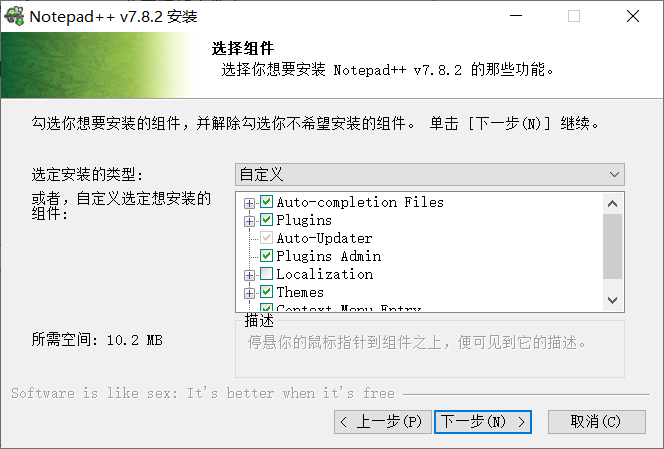 Notepad++ v7.8.2 安装
选择组件
选择你想要安装 Notepad++ v7.8.2 的那些功能。
勾选你想要安装的组件，并解除勾选你不希望安装的组件。 单击 [下一步(N)] 继续。
选定安装的类型:
自定义
或者，自定义选定想安装的
组件:
Auto-completion Files
Plugins
Auto-Updater
Plugins Admin
Localization
Themes
Context Menu Entry
描述
所需空间: 10.2 MB
停悬你的鼠标指针到组件之上，便可见到它的描述。
Software is like sex: It's better when it's free
< 上一步(P)
下一步(N) >
取消(C)